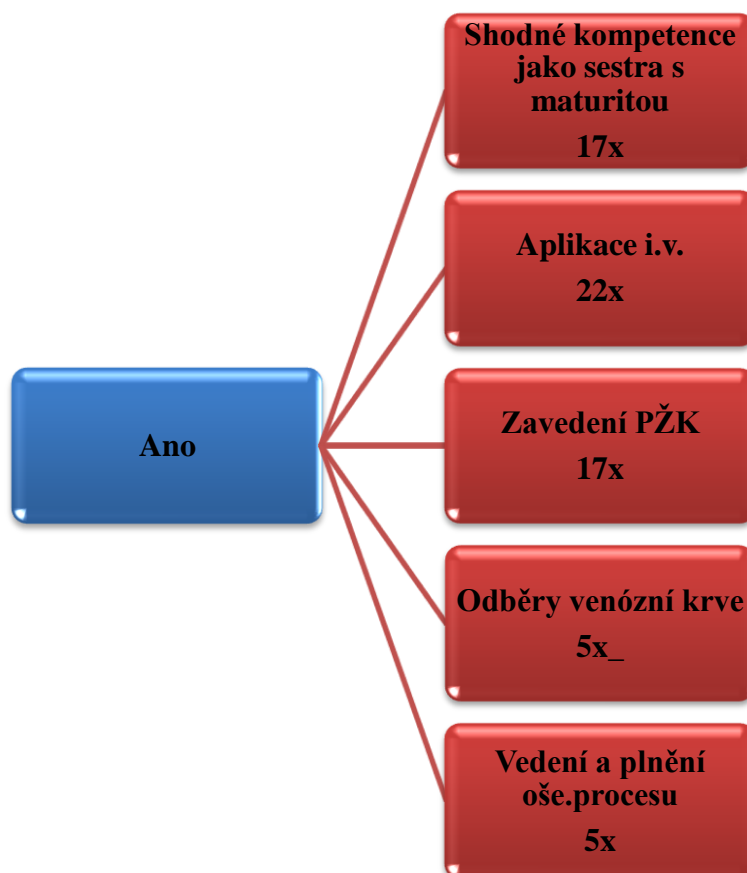 Shodné kompetence
jako sestra s
maturitou
17x
Aplikace i.v.
22x
Ano
Zavedení PŽK
17x
Odběry venózní krve
5x_
Vedení a plnění
oše.procesu
5x